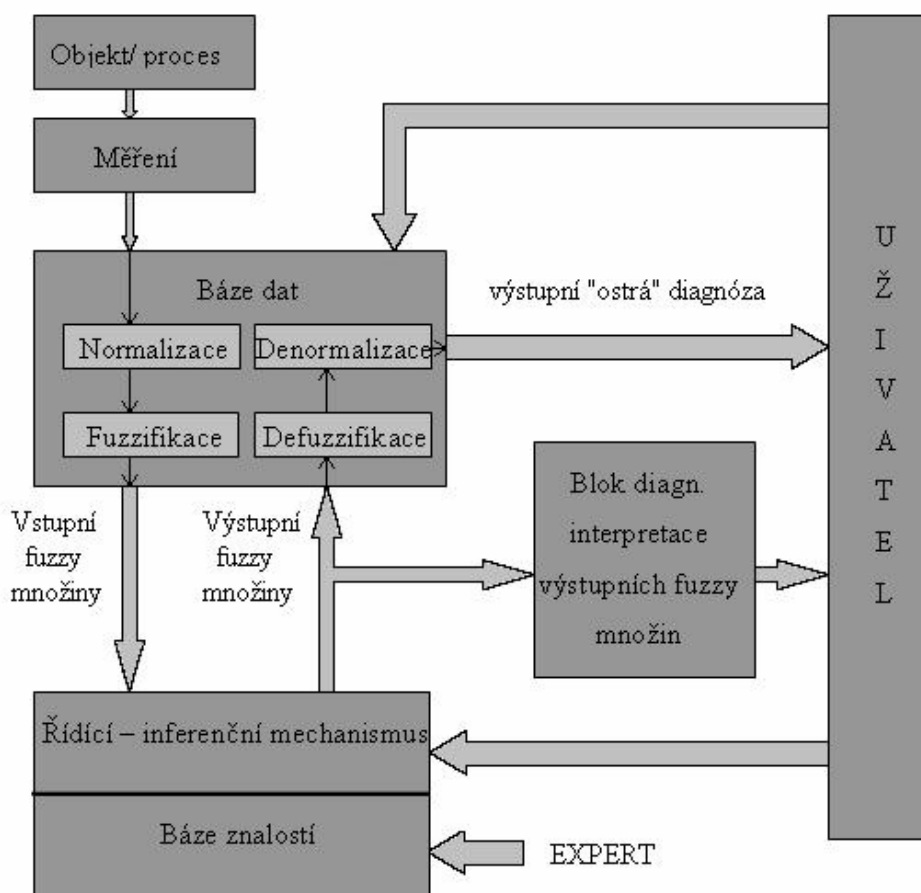 Objekt/ proces
Měření
Báze dat
Normalizace
Denormalizace
Fuzzifikace
Defuzzifikace
výstupní "ostrá" diagnóza
Vstupní
fuzzy
množiny
Výstupní
fuzzy
množiny
Blok diagn.
interpretace
výstupních fuzzy
množin
U
Ž
I
V
A
T
E
L
Řídící – inferenční mechanismus
Báze znalostí
EXPERT